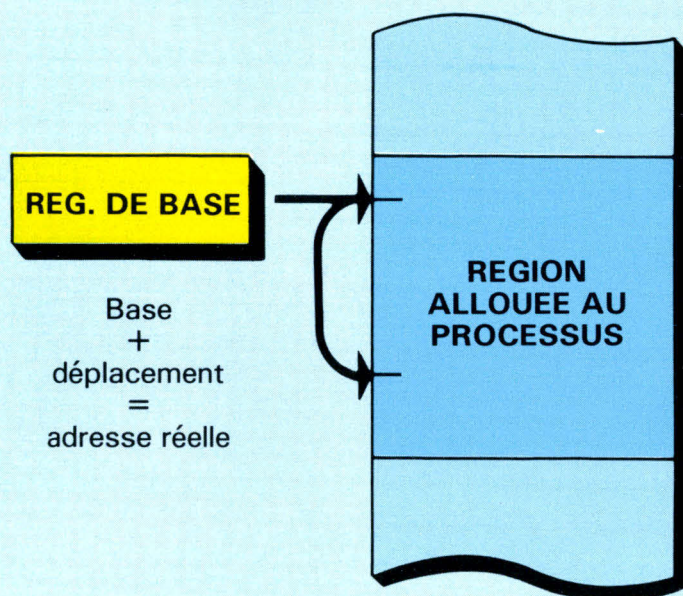 REG. DE BASE
Base
+
déplacement
=
adresse réelle
REGION
ALLOUEE AU
PROCESSUS